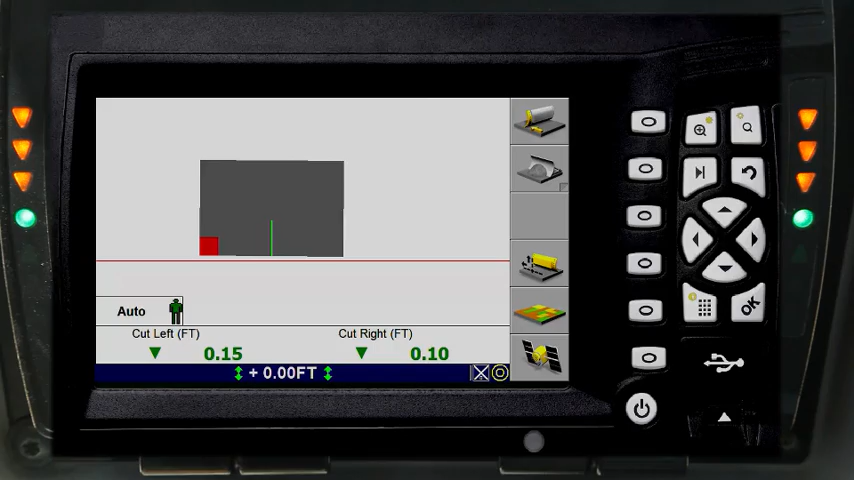 Auto
Cut Left (FT)
Cut Right (FT)
0.15
0.10
+ 0.00FT
OK